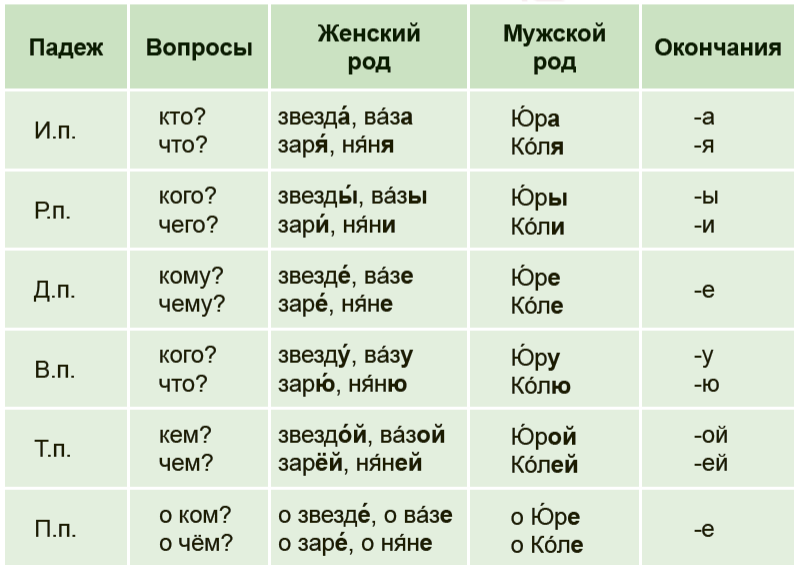 Падеж Вопросы Женский род Мужской род Окончания
И.п. кто? что? звезда́, ва́за заря́, ня́ня Ю́ра Ко́ля -а -я
Р.п. кого? чего? звезды́, ва́зы зари́, ня́ни Ю́ры Ко́ли -ы -и
Д.п. кому? чему? звезде́, ва́зе заре́, ня́не Ю́ре Ко́ле -е
В.п. кого? что? звезду́, ва́зу зарю́, ня́ню Ю́ру Ко́лю -у -ю
Т.п. кем? чем? звездо́й, ва́зой зарёй, ня́ней Ю́рой Ко́лей -ой -ей
П.п. о ком? о чём? о звезде́, о ва́зе о заре́, о ня́не о Ю́ре о Ко́ле -е